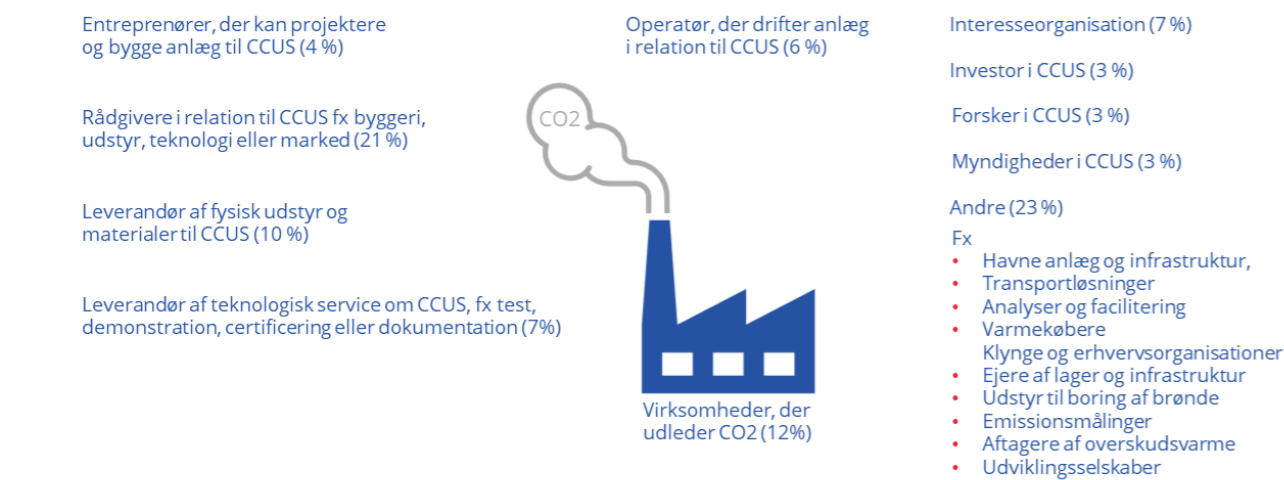 Entreprenører, der kan projektere
og bygge anlæg til CCUS (4 %)
Rådgivere i relation til CCUS fx byggeri,
udstyr, teknologi eller marked (21 %)
Leverandør af fysisk udstyr og
materialer til CCUS (10 %)
Leverandør af teknologisk service om CCUS, fx test,
demonstration, certificering eller dokumentation (7%)
Operatør, der drifter anlæg
i relation til CCUS (6 %)
CO2
Virksomheder, der
udleder CO2 (12%)
Interesseorganisation (7 %)
Investor i CCUS (3 %)
Forsker i CCUS (3 %)
Myndigheder i CCUS (3 %)
Andre (23 %)
Fx
• Havne anlæg og infrastruktur,
• Transportløsninger
• Analyser og facilitering
• Varmekøbere
Klynge og erhvervsorganisationer
• Ejere af lager og infrastruktur
• Udstyr til boring af brønde
• Emissionsmålinger
• Aftagere af overskudsvarme
• Udviklingsselskaber